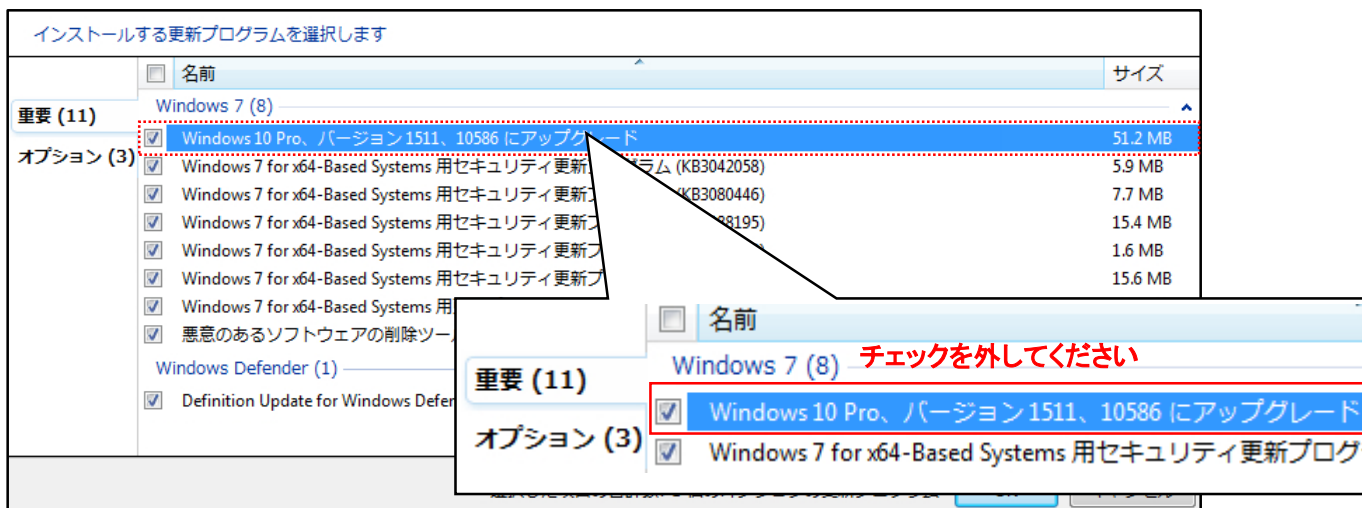 インストールする更新プログラムを選択します
名前 サイズ
重要 (11)
オプション (3)
Windows 7 (8)
Windows 10 Pro、バージョン 1511、10586 にアップグレード 51.2 MB
Windows 7 for x64-Based Systems 用セキュリティ更新 ラム (KB3042058) 5.9 MB
Windows 7 for x64-Based Systems 用セキュリティ更新 (KB3080446) 7.7 MB
Windows 7 for x64-Based Systems 用セキュリティ更新 15.4 MB
Windows 7 for x64-Based Systems 用セキュリティ更新 1.6 MB
Windows 7 for x64-Based Systems 用セキュリティ更新プ 15.6 MB
Windows 7 for x64-Based Systems 用
悪意のあるソフトウェアの削除ツー
Windows Defender (1)
Definition Update for Windows
名前
重要 (11)
オプション (3)
Windows 7 (8)
チェックを外してください
Windows 10 Pro、バージョン 1511、10586 にアップグレード
Windows 7 for x64-Based Systems 用セキュリティ更新プログ